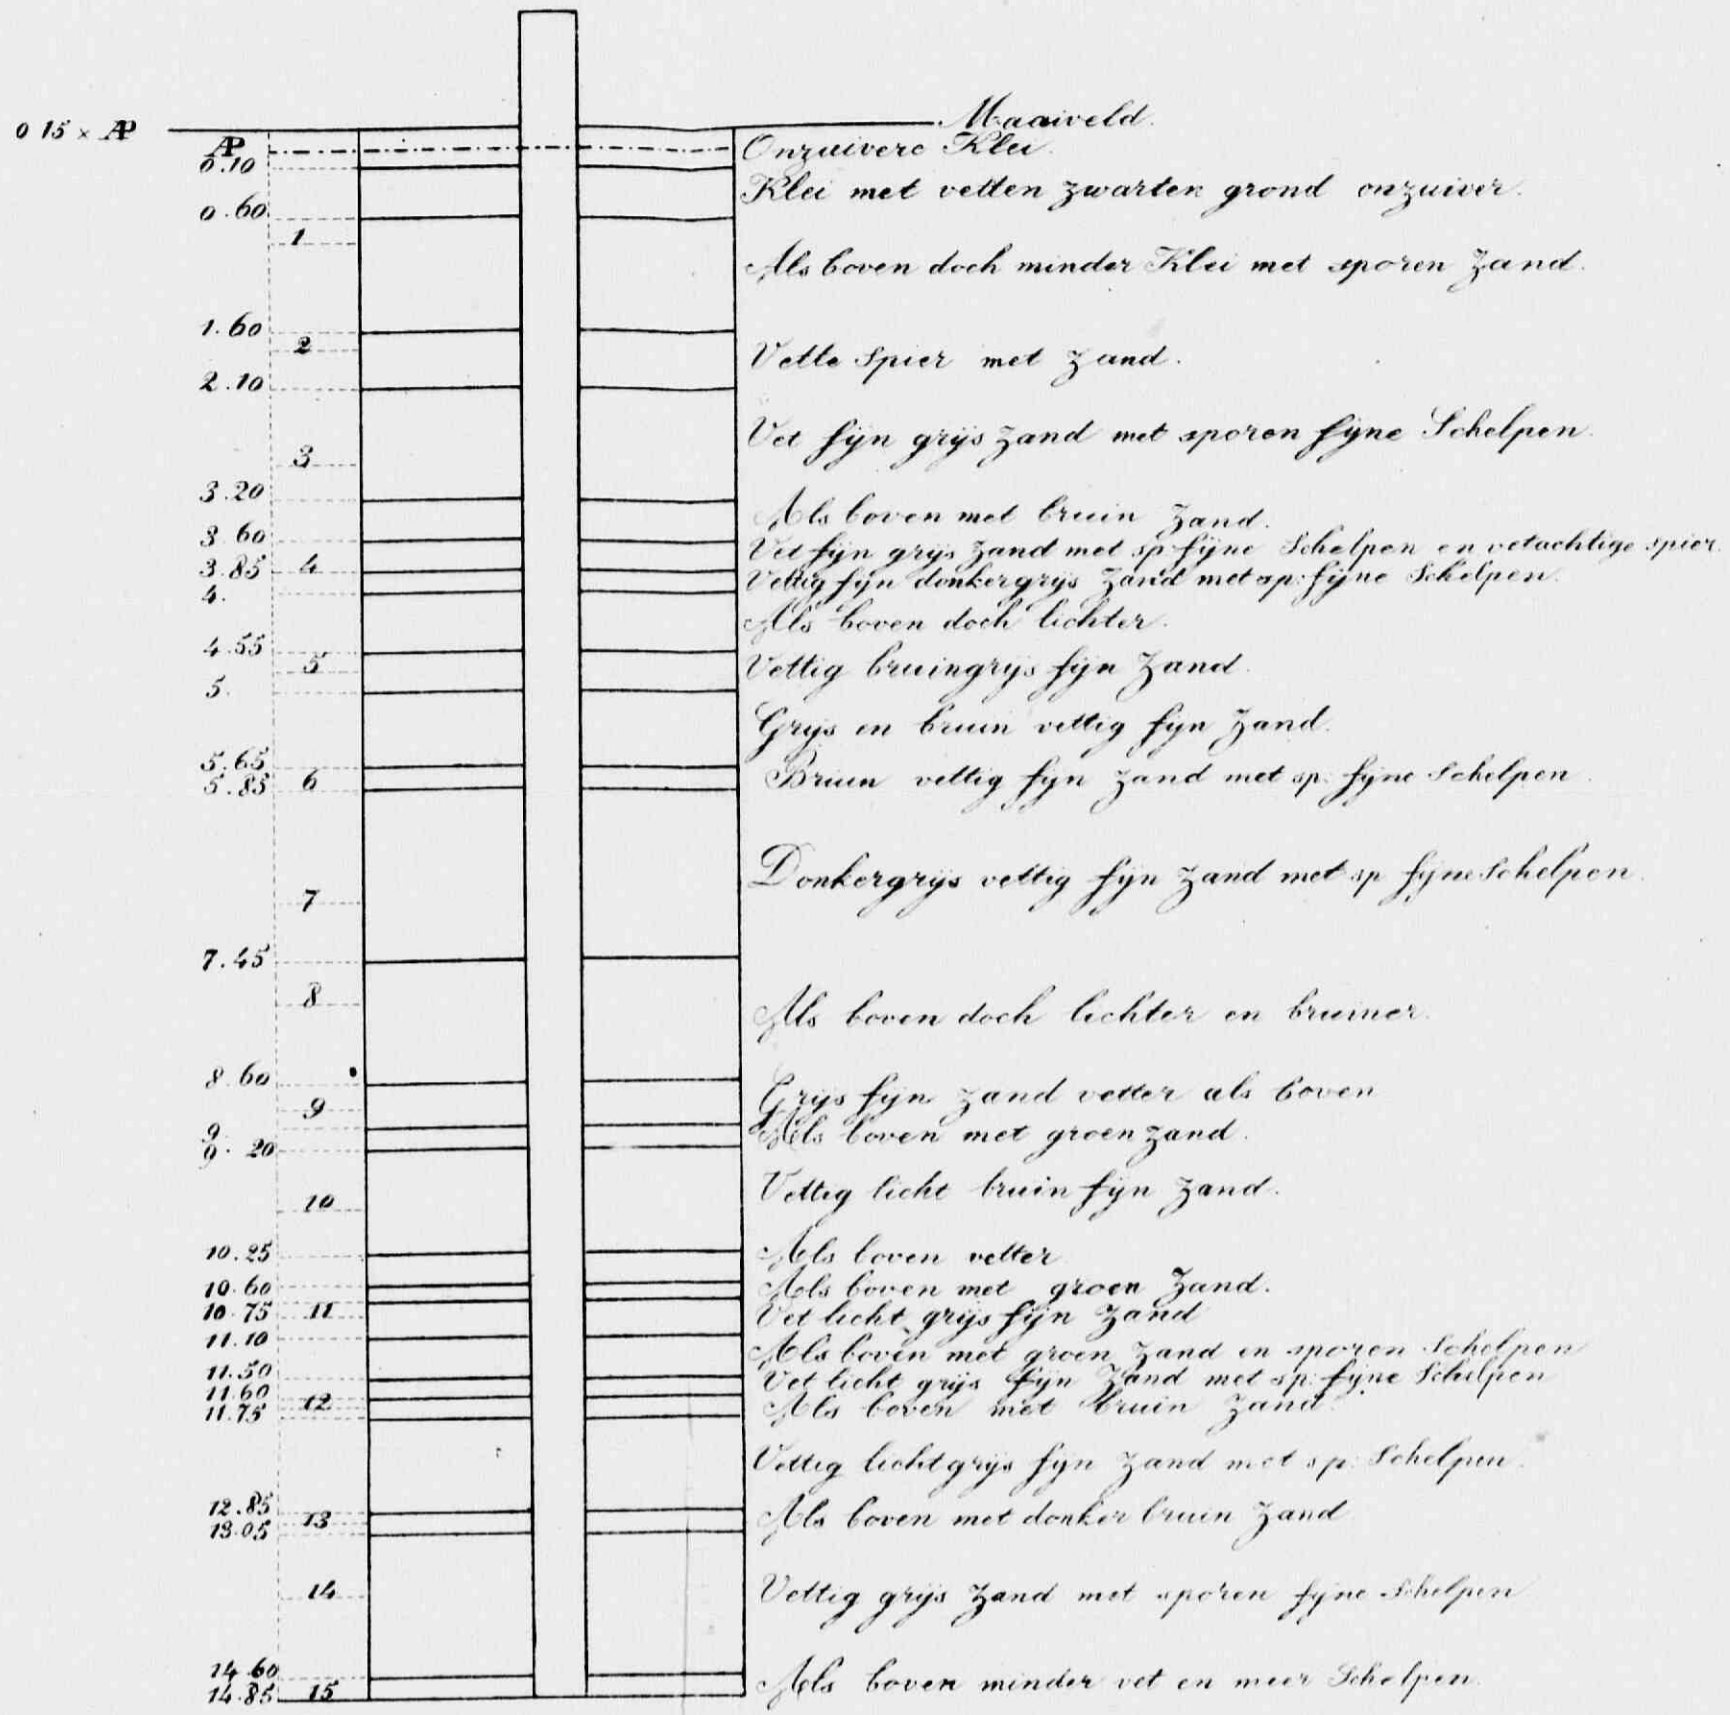 Maaiveld.
0 15 × AP
AP
Onzuivere Klei.
0.10
Klei met vetten zwarten grond onzuiver.
0.60
1
Als boven doch minder Klei met sporen zand.
1.60
2
Vette spier met zand.
2.10
Vet fijn grijs zand met sporen fijne Schelpen.
3
3.20
Als boven met bruin zand.
3 60
Vet fijn grijs zand met sp. fijne Schelpen en vetachtige spier.
3.85
4
Vettig fijn donkergrijs zand met sp: fijne Schelpen.
4.
Als boven doch lichter.
4.55
5
Vettig bruingrijs fijn zand.
5.
Grijs en bruin vettig fijn zand.
5.65
Bruin vettig fijn zand met sp: fijne Schelpen.
5.85
6
Donkergrijs vettig fijn zand met sp fijne Schelpen.
7
7.45
8
Als boven doch lichter en bruiner.
8.60
Grijs fijn zand vetter als boven
9
9.
Als boven met groen zand.
9.20
Vettig licht bruin fijn zand.
10
10.25
Als boven vetter
10.60
Als boven met groen zand.
10.75
11
Vet licht grijs fijn zand
11.10
Als boven met groen zand en sporen Schelpen
11.50
Vet licht grijs fijn zand met sp: fijne Schelpen
11.60
12
Als boven met bruin zand.
11.75
Vettig licht grijs fijn zand met sp: Schelpen.
12.85
13
Als boven met donker bruin zand
13.05
14
Vettig grijs zand met sporen fijne Schelpen
14.60
Als boven minder vet en meer Schelpen.
14.85
15